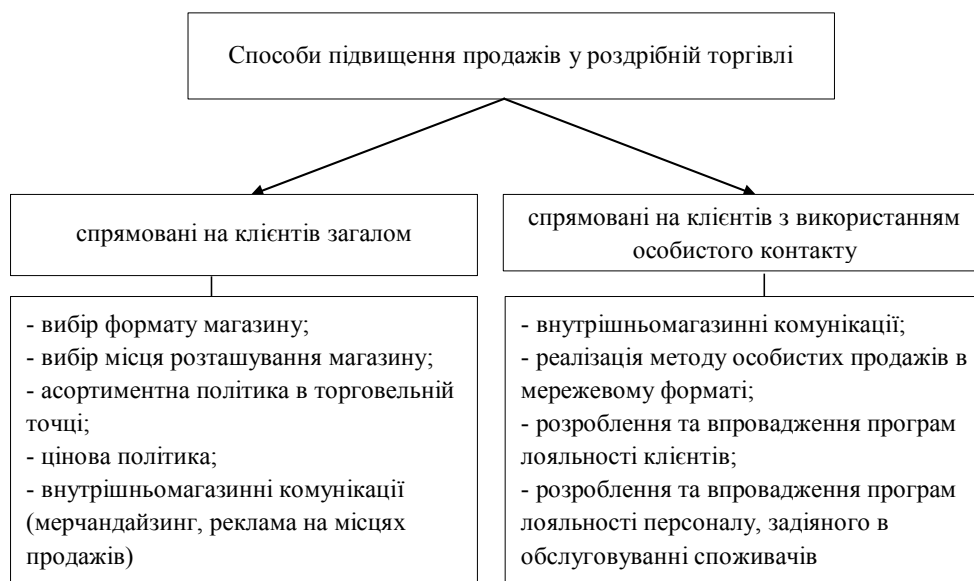 Способи підвищення продажів у роздрібній торгівлі
спрямовані на клієнтів загалом
- вибір формату магазину;
- вибір місця розташування магазину;
- асортиментна політика в торговельній
точці;
- цінова політика;
- внутрішньомагазинні комунікації
(мерчандайзинг, реклама на місцях
продажів)
спрямовані на клієнтів з використанням
особистого контакту
- внутрішньомагазинні комунікації;
- реалізація методу особистих продажів в
мережевому форматі;
- розроблення та впровадження програм
лояльності клієнтів;
- розроблення та впровадження програм
лояльності персоналу, задіяного в
обслуговуванні споживачів